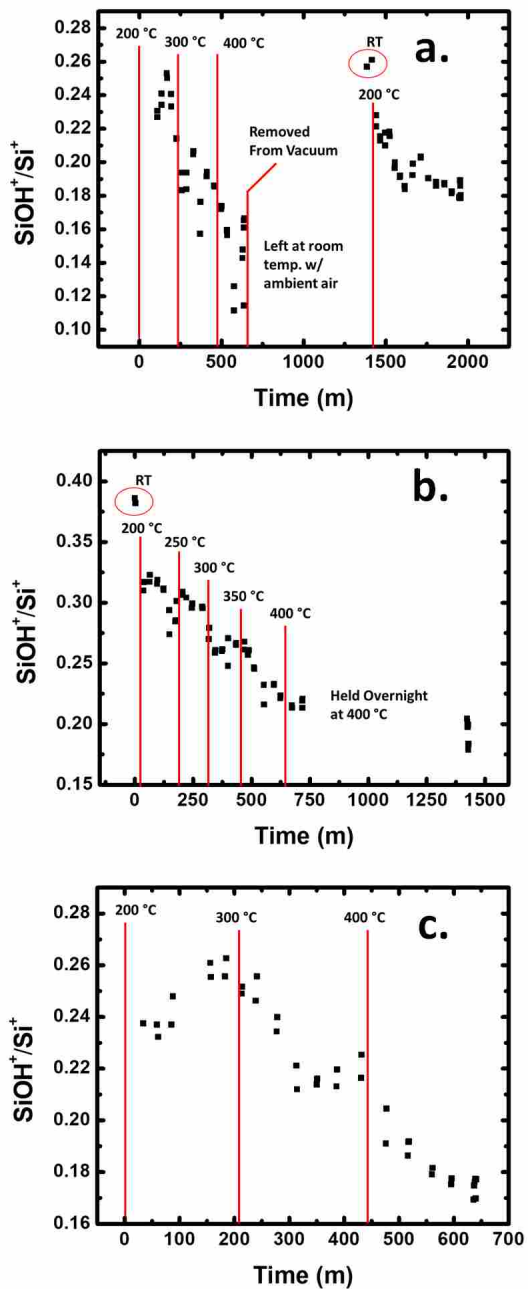 a.
200 °C
300 °C
400 °C
RT
200 °C
Removed
From Vacuum
Left at room
temp. w/
ambient air
SiOH⁺/Si⁺
0.28
0.26
0.24
0.22
0.20
0.18
0.16
0.14
0.12
0.10
0 250 500 750 1000 1250 1500 1750 2000
Time (m)
b.
RT
200 °C
250 °C
300 °C
350 °C
400 °C
Held Overnight
at 400 °C
SiOH⁺/Si⁺
0.40
0.35
0.30
0.25
0.20
0.15
0 250 500 750 1000 1250 1500
Time (m)
c.
200 °C
300 °C
400 °C
SiOH⁺/Si⁺
0.28
0.26
0.24
0.22
0.20
0.18
0.16
0 100 200 300 400 500 600 700
Time (m)